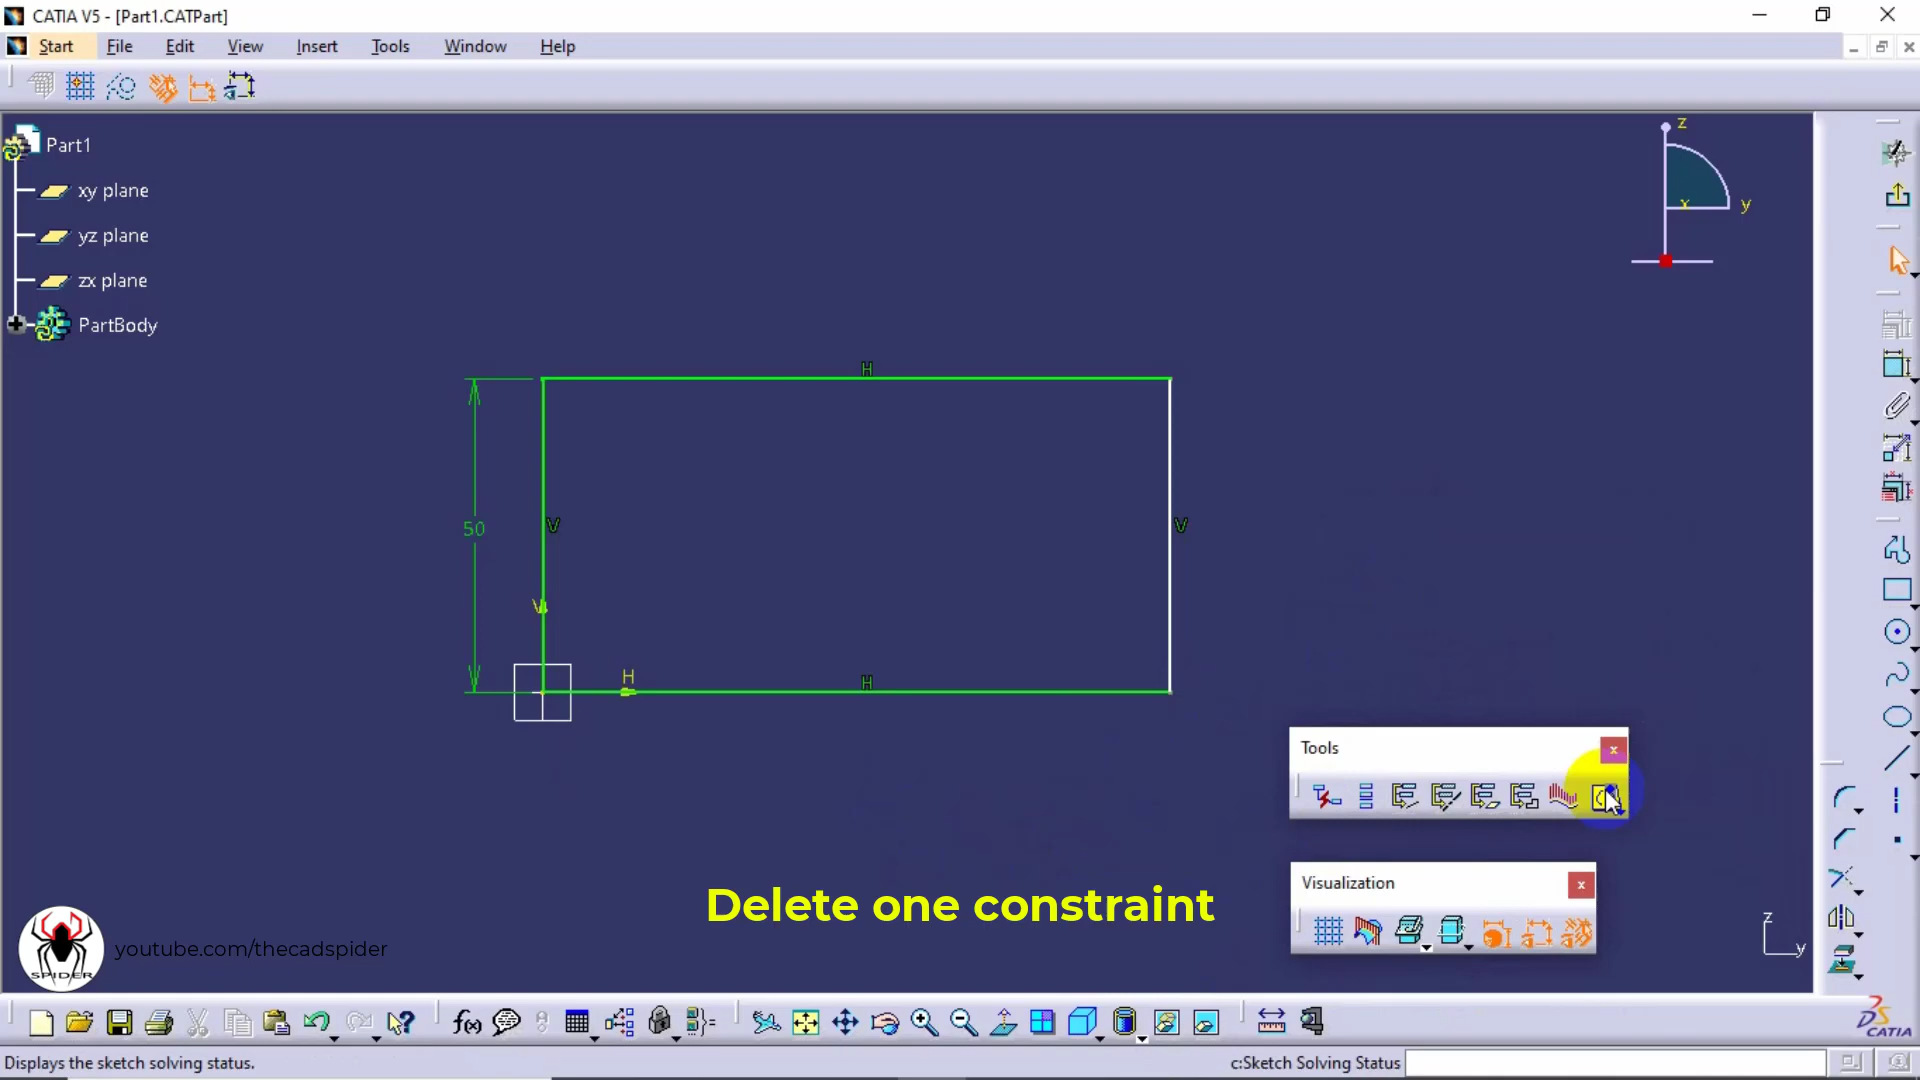 CATIA V5 - [Part1.CATPart]
Start File Edit View Insert Tools Window Help
Part1
xy plane
yz plane
zx plane
PartBody
z
x
y
H
50
V
V
V
H
H
Tools
x
Visualization
x
Delete one constraint
SPIDER
youtube.com/thecadspider
z
y
f(x)
CATIA
Displays the sketch solving status.
c:Sketch Solving Status